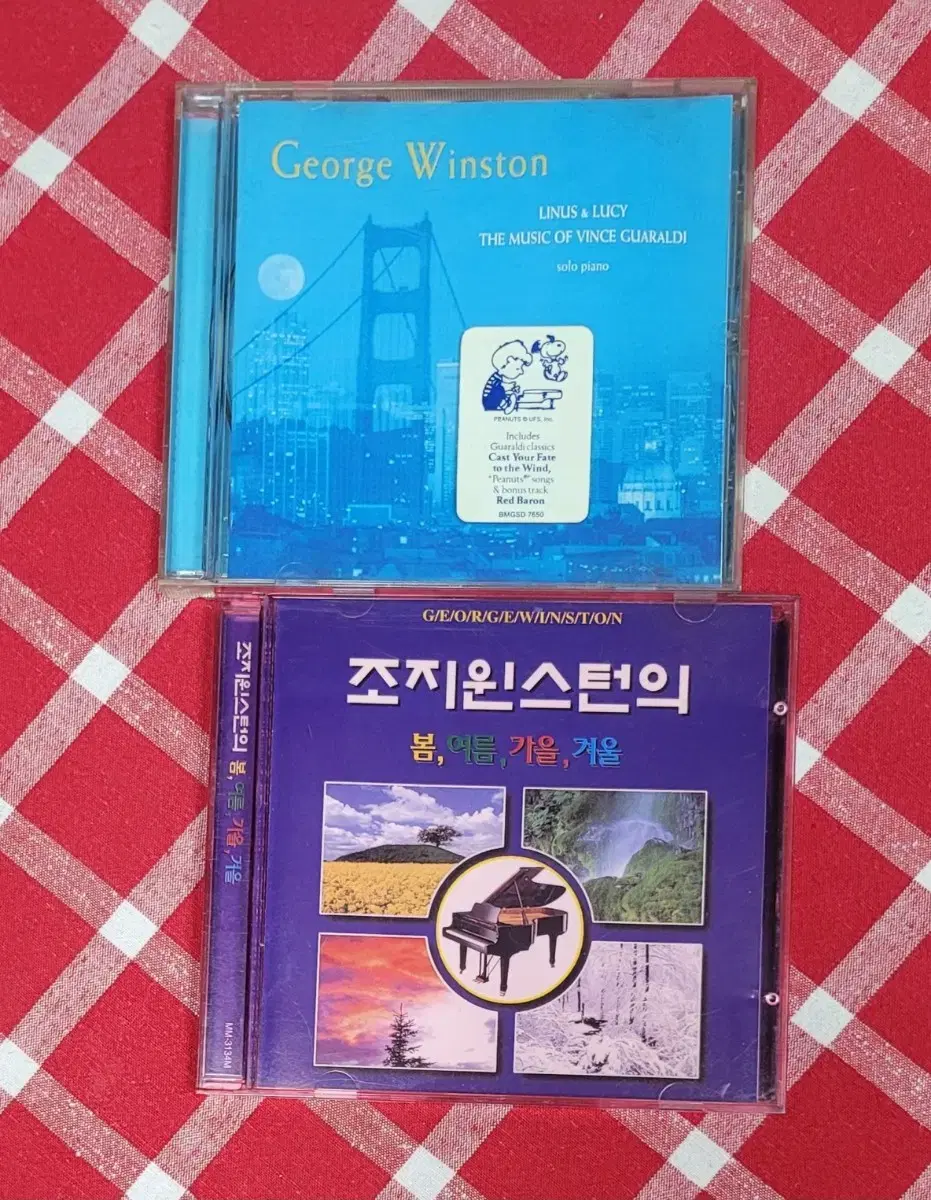 George Winston
LINUS & LUCY
THE MUSIC OF VINCE GUARALDI
solo piano
PEANUTS © UFS, Inc.
Includes
Guaraldi classics
Cast Your Fate
to the Wind,
"Peanuts®" songs
& bonus track
Red Baron
BMGSD 7650
G/E/O/R/G/E/W/I/N/S/T/O/N
조지윈스턴의
봄, 여름, 가을, 겨울
조지윈스턴의 봄, 여름, 가을, 겨울
MM-3134M